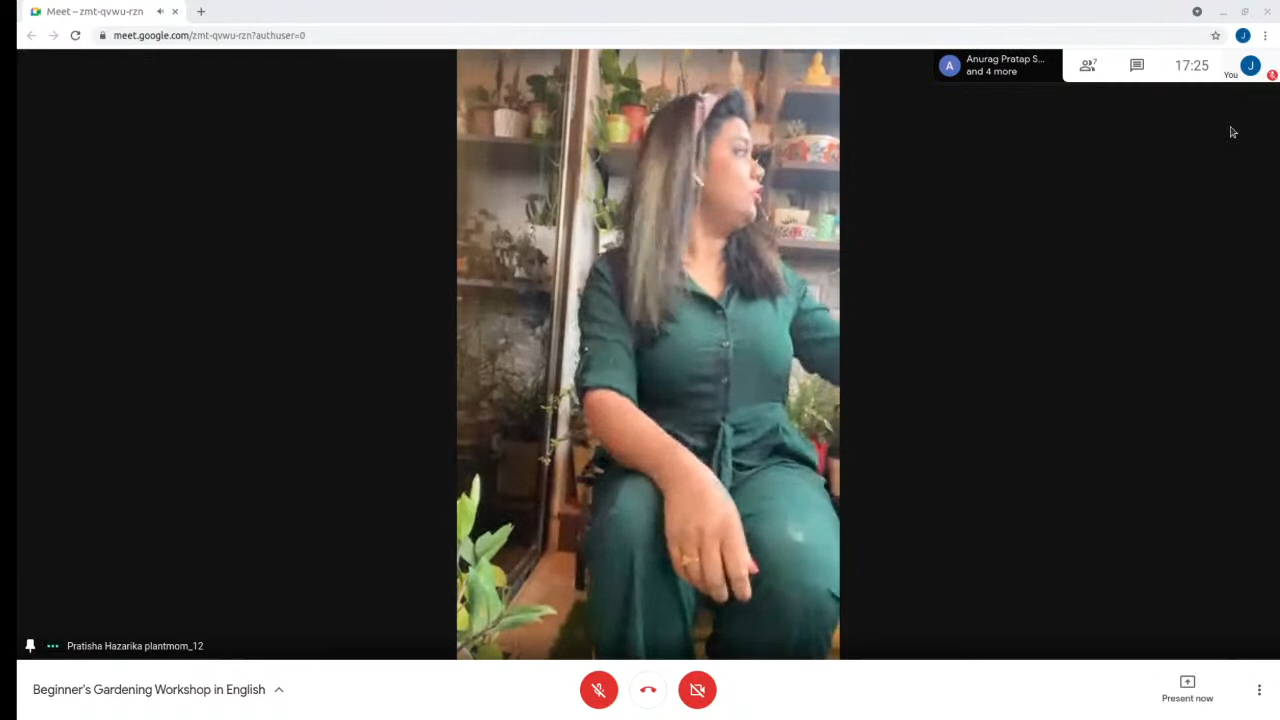 Meet – zmt-qvwu-rzn
meet.google.com/zmt-qvwu-rzn?authuser=0
A
Anurag Pratap S...
and 4 more
7
17:25
You
J
J
Pratisha Hazarika plantmom_12
Beginner's Gardening Workshop in English
Present now